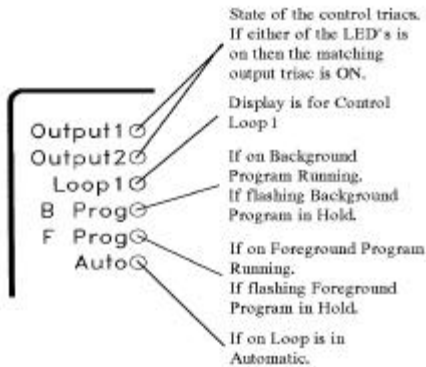 State of the control triacs.
If either of the LED's is
on then the matching
output triac is ON.
Display is for Control
Loop 1
If on Background
Program Running.
If flashing Background
Program in Hold.
If on Foreground Program
Running.
If flashing Foreground
Program in Hold.
If on Loop is in
Automatic.
Output1
Output2
Loop1
B Prog
F Prog
Auto